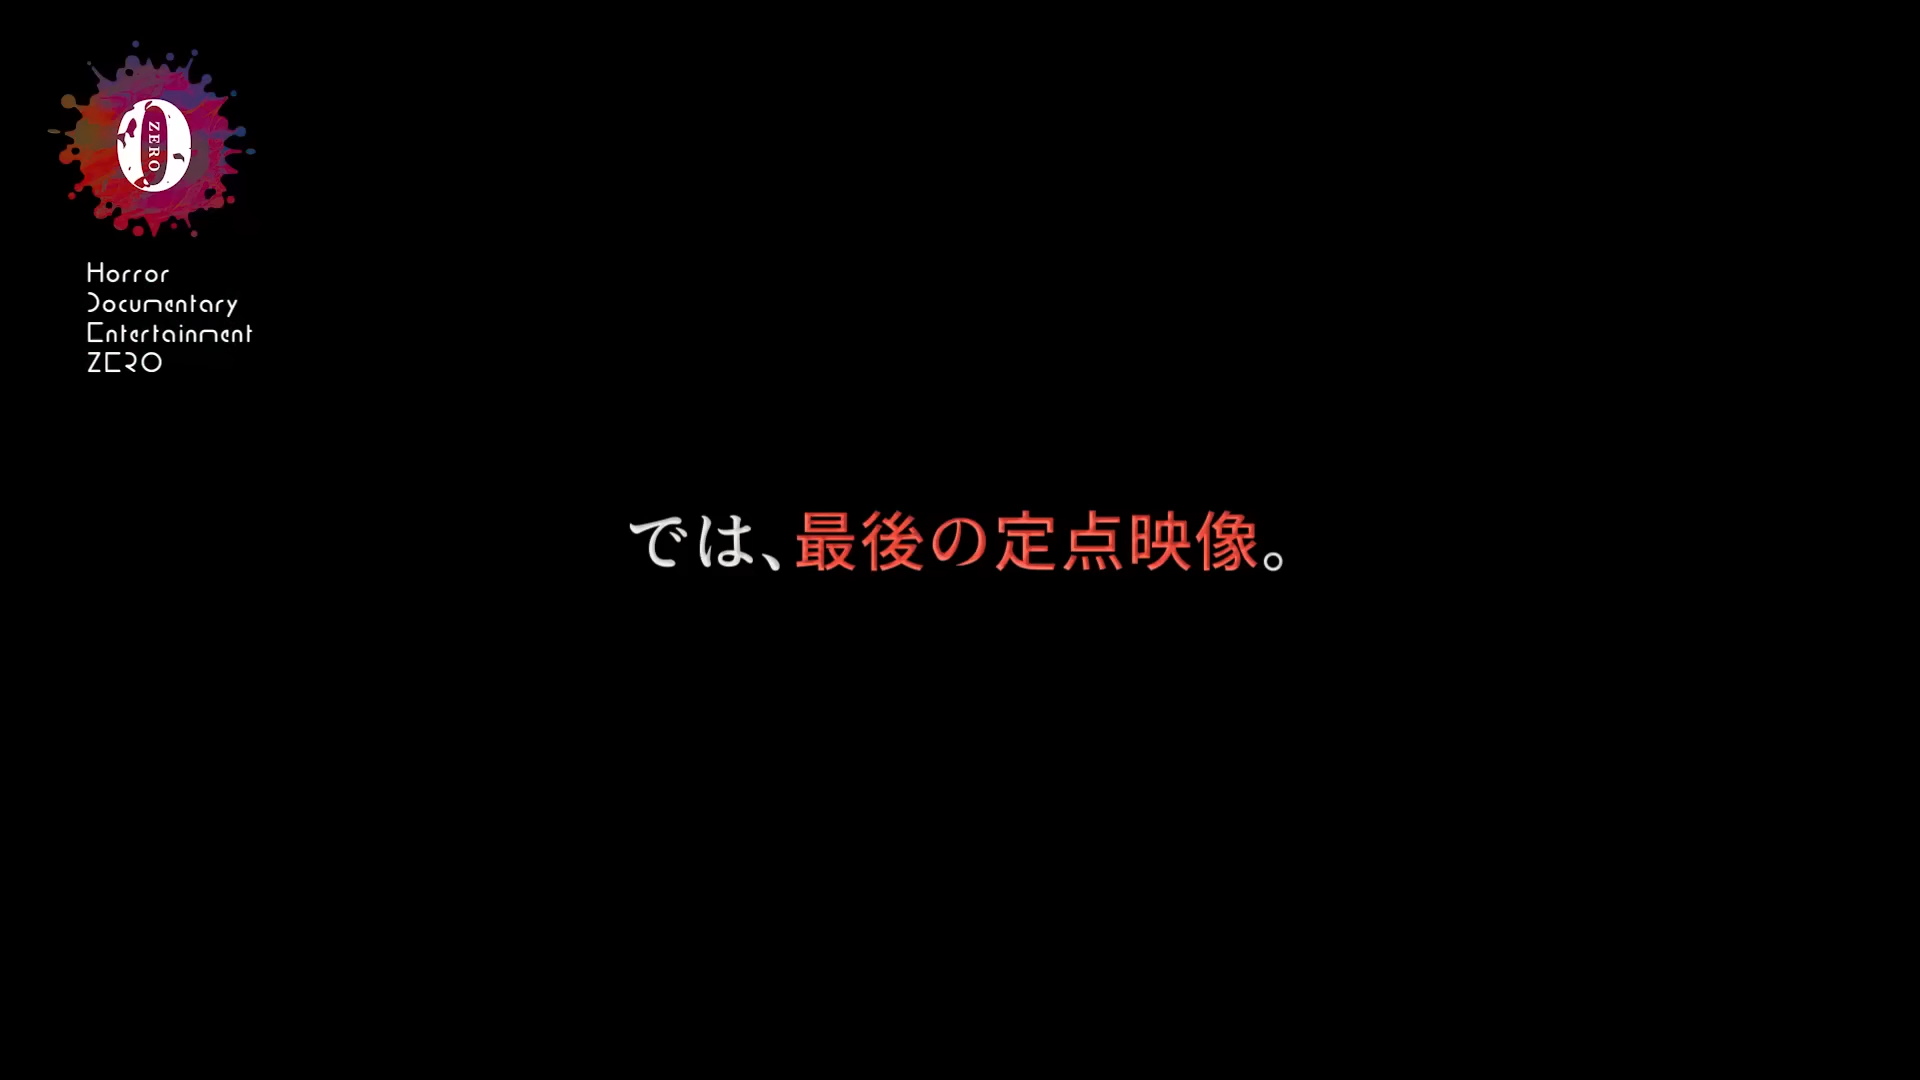 ZERO
Horror
Documentary
Entertainment
ZERO
では、最後の定点映像。